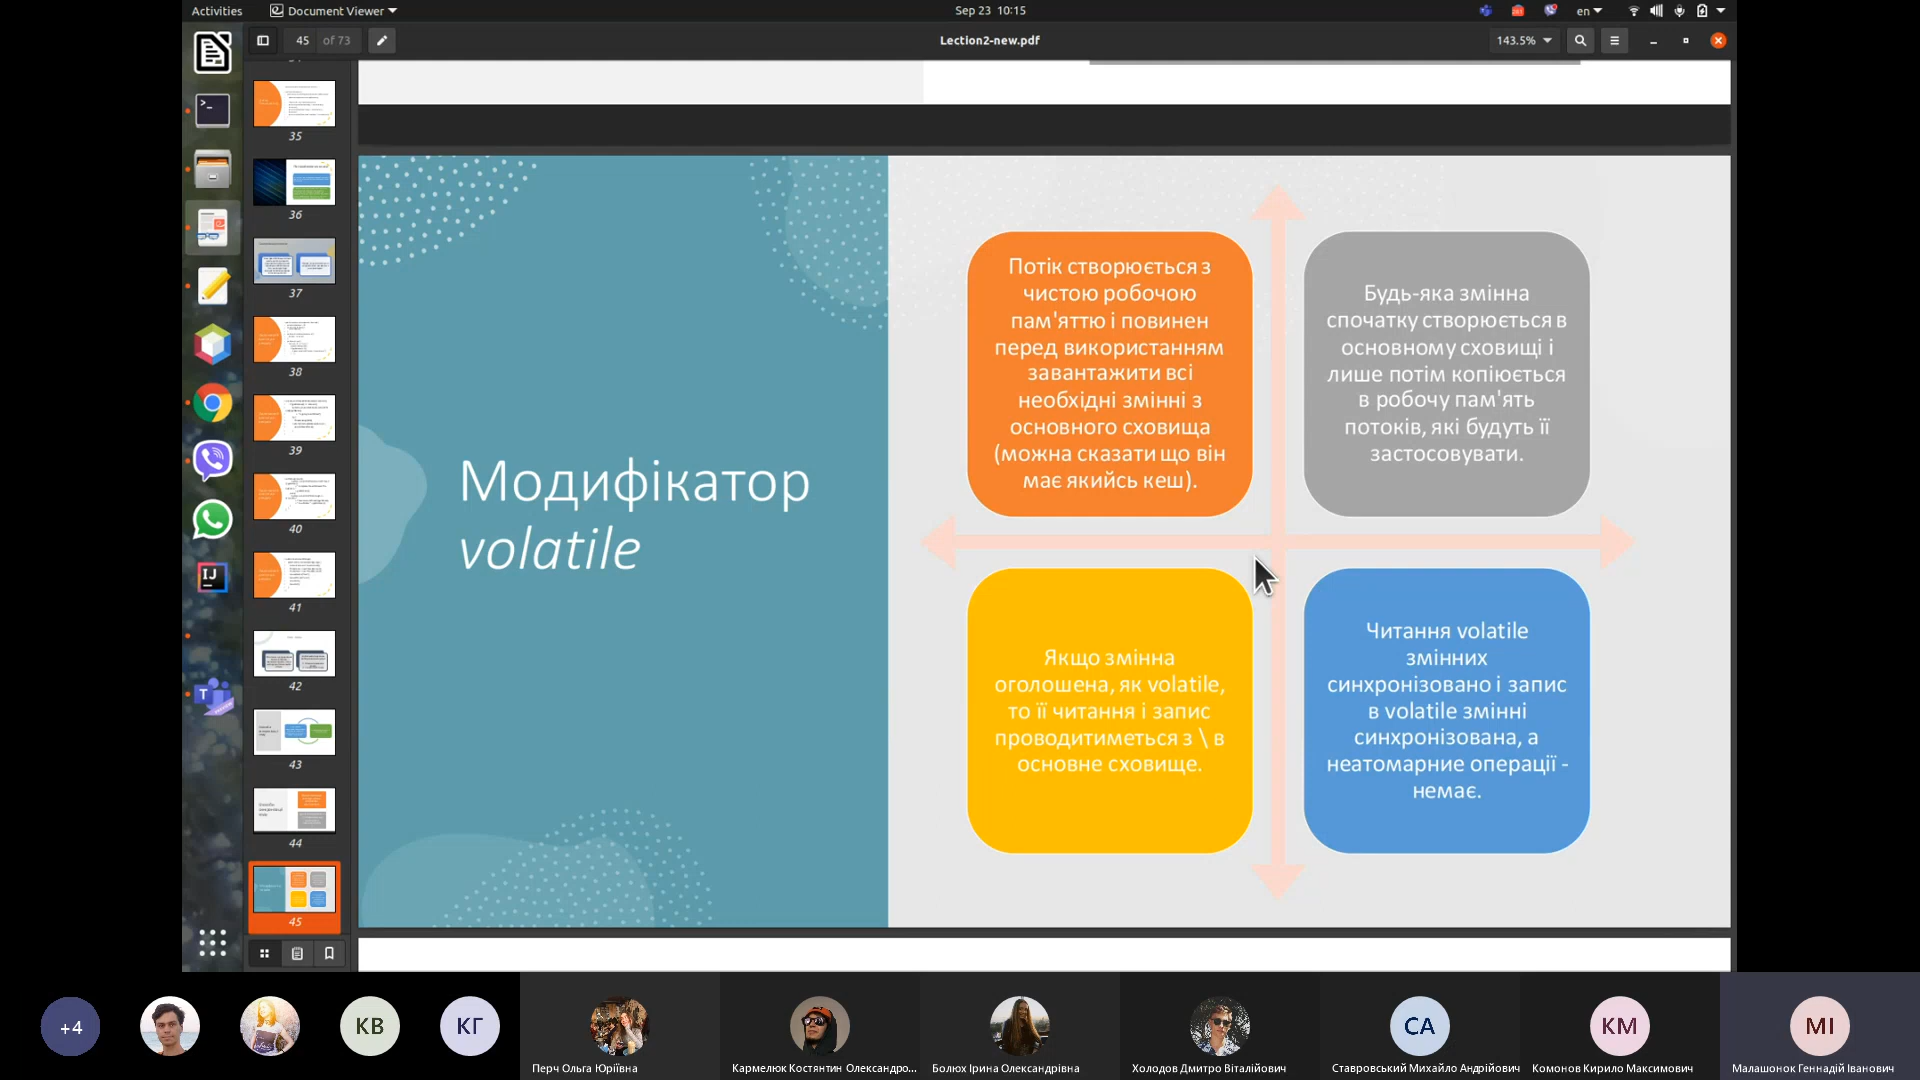 Activities
Document Viewer
Sep 23 10:15
en
45 of 73
Lection2-new.pdf
143.5%
35
36
37
38
39
40
41
42
43
44
45
Модифікатор
volatile
Потік створюється з
чистою робочою
пам'яттю і повинен
перед використанням
завантажити всі
необхідні змінні з
основного сховища
(можна сказати що він
має якийсь кеш).
Будь-яка змінна
спочатку створюється в
основному сховищі і
лише потім копіюється
в робочу пам'ять
потоків, які будуть її
застосовувати.
Якщо змінна
оголошена, як volatile,
то її читання і запис
проводитиметься з \ в
основне сховище.
Читання volatile
змінних
синхронізовано і запис
в volatile змінні
синхронізована, а
неатомарние операції -
немає.
+4
КВ
КГ
СА
КМ
МІ
Перч Ольга Юріївна
Кармелюк Костянтин Олександро...
Болюх Ірина Олександрівна
Холодов Дмитро Віталійович
Ставровський Михайло Андрійович
Комонов Кирило Максимович
Малашонок Геннадій Іванович